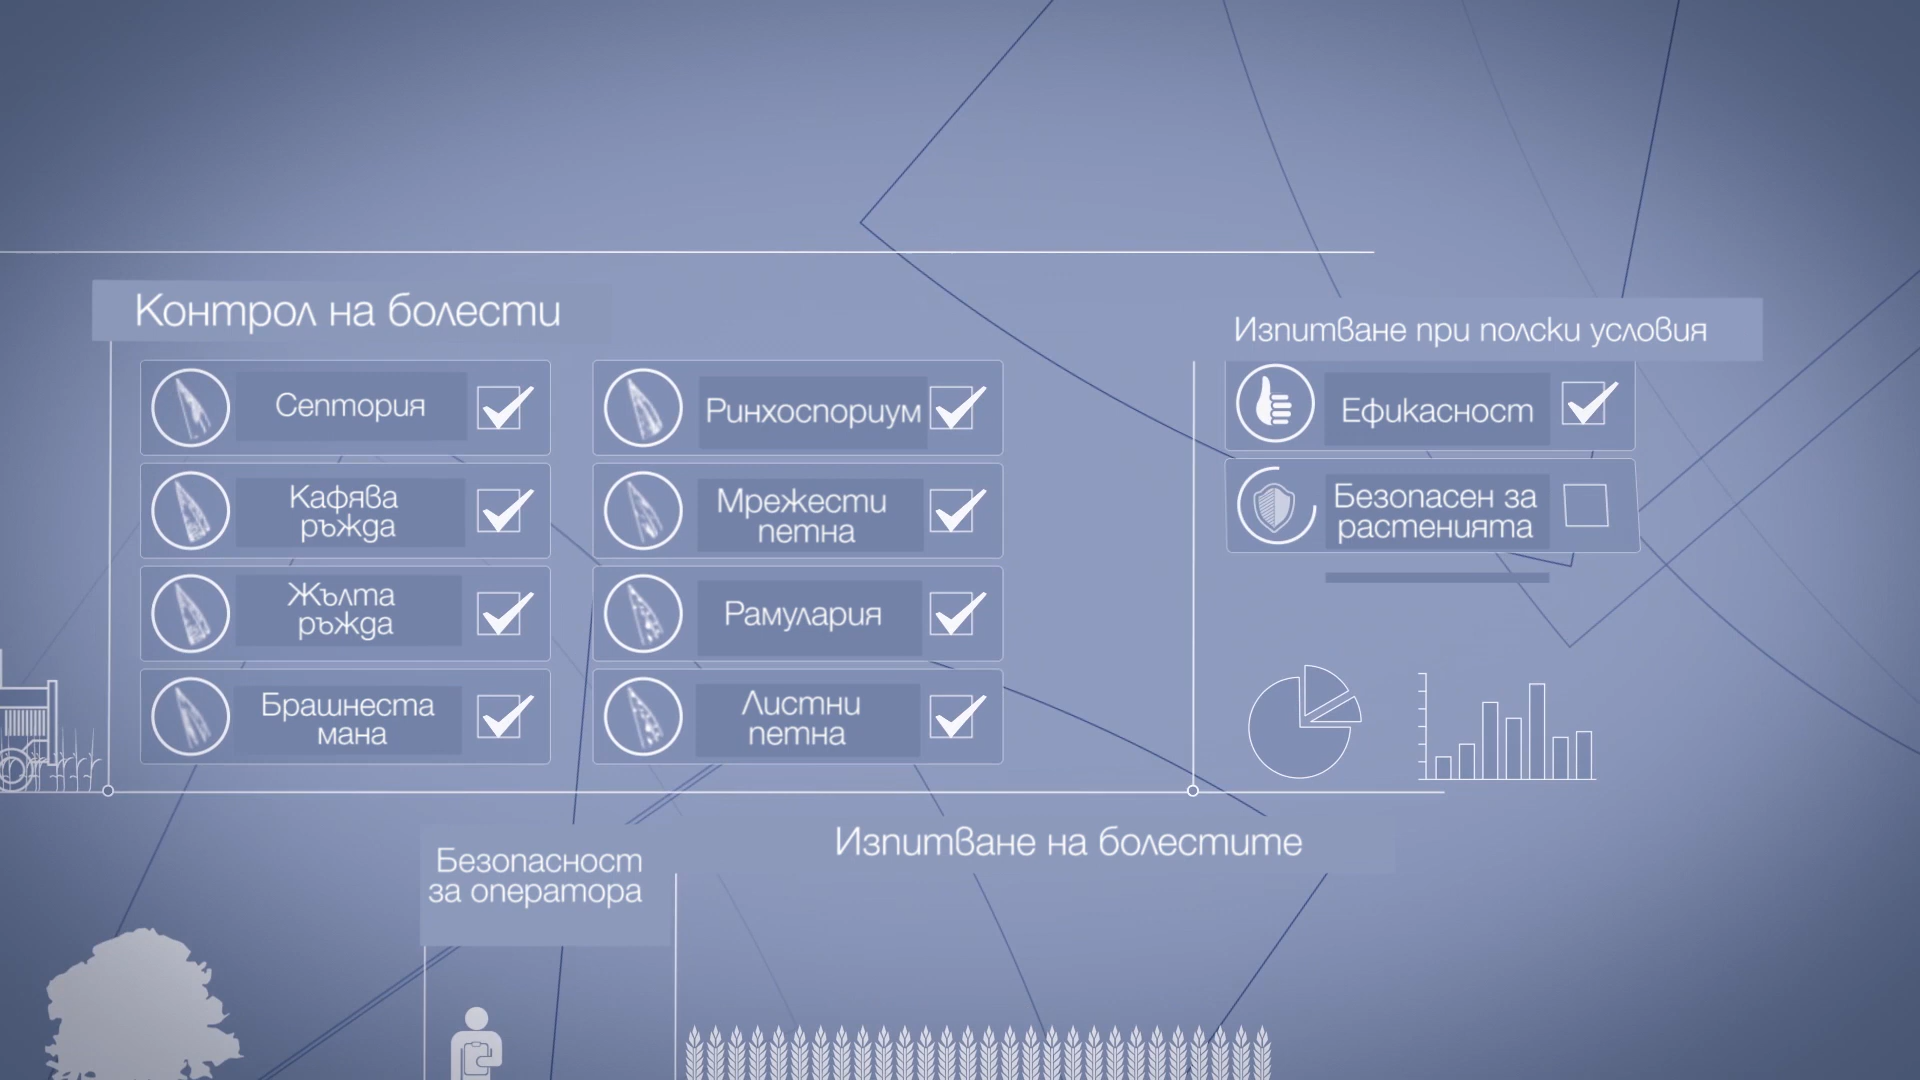 Контрол на болести
Септория
Кафява
ръжда
Жълта
ръжда
Брашнеста
мана
Ринхоспориум
Мрежести
петна
Рамулария
Листни
петна
Изпитване при полски условия
Ефикасност
Безопасен за
растенията
Безопасност
за оператора
Изпитване на болестите